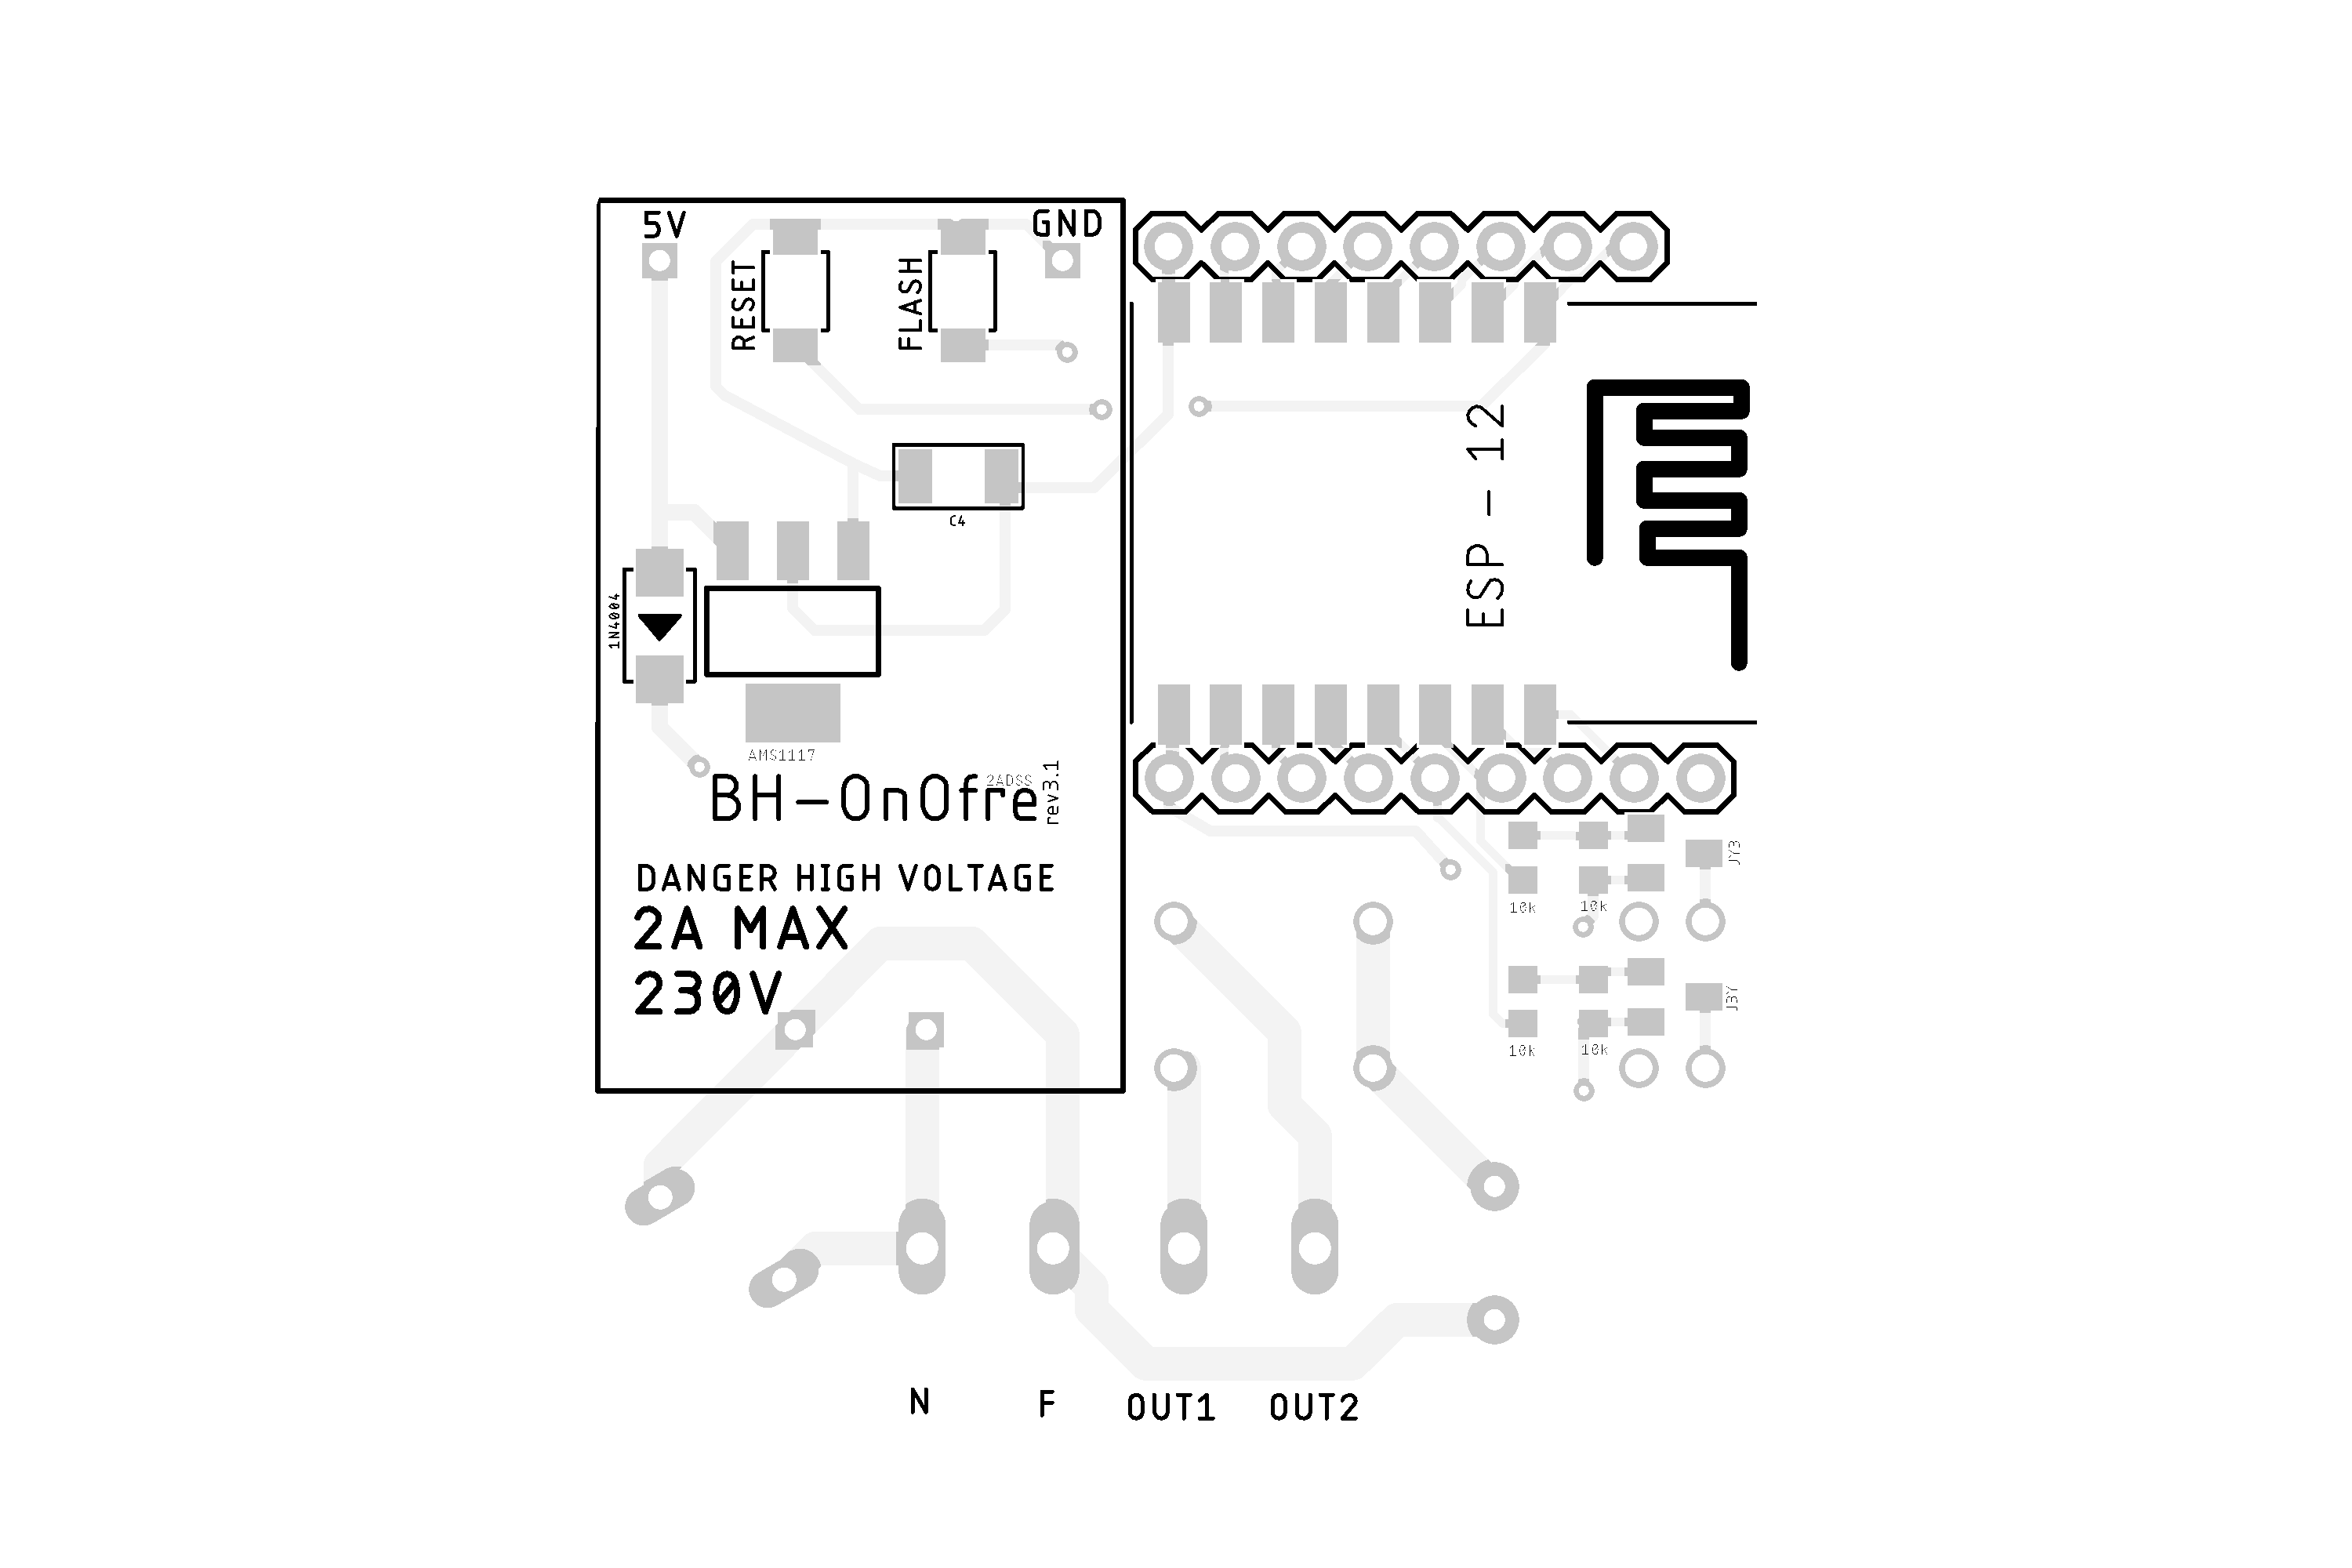 5V
GND
RESET
FLASH
ESP-12
C4
1N4004
AMS1117
2ADSS
BH-OnOfre
rev3.1
DANGER HIGH VOLTAGE
2A MAX
230V
JY3
10k
10k
J3Y
10k
10k
N
F
OUT1
OUT2